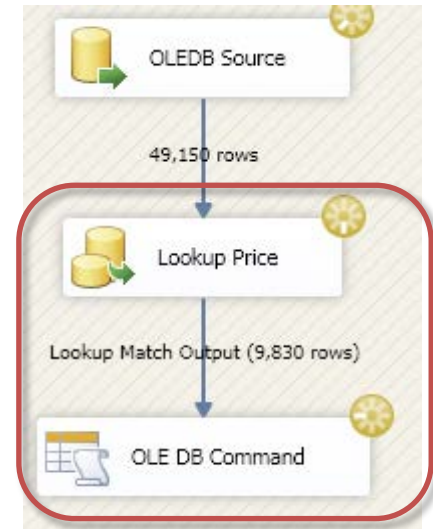 OLEDB Source
49,150 rows
Lookup Price
Lookup Match Output (9,830 rows)
OLE DB Command